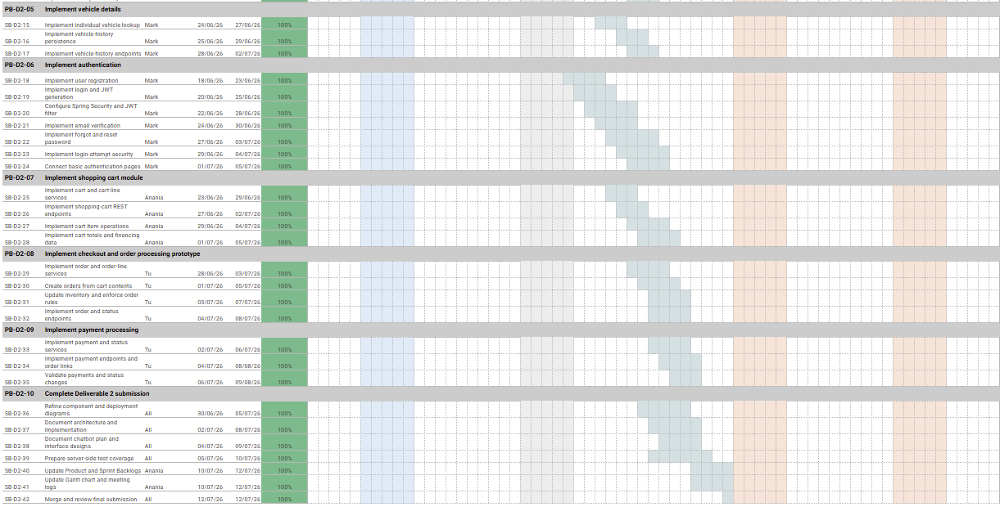 PB-D2-05 Implement vehicle details
SB-D2-15 Implement individual vehicle lookup Mark 24/06/26 27/06/26 100%
Implement vehicle-history
SB-D2-16 persistence Mark 25/06/26 29/06/26 100%
SB-D2-17 Implement vehicle-history endpoints Mark 28/06/26 02/07/26 100%
PB-D2-06 Implement authentication
SB-D2-18 Implement user registration Mark 18/06/26 23/06/26 100%
Implement login and JWT
SB-D2-19 generation Mark 20/06/26 25/06/26 100%
Configure Spring Security and JWT
SB-D2-20 filter Mark 22/06/26 28/06/26 100%
SB-D2-21 Implement email verification Mark 24/06/26 30/06/26 100%
Implement forgot and reset
SB-D2-22 password Mark 27/06/26 03/07/26 100%
SB-D2-23 Implement login-attempt security Mark 29/06/26 04/07/26 100%
SB-D2-24 Connect basic authentication pages Mark 01/07/26 05/07/26 100%
PB-D2-07 Implement shopping cart module
Implement cart and cart-line
SB-D2-25 services Anania 23/06/26 29/06/26 100%
Implement shopping-cart REST
SB-D2-26 endpoints Anania 27/06/26 02/07/26 100%
SB-D2-27 Implement cart item operations Anania 29/06/26 04/07/26 100%
Implement cart totals and financing
SB-D2-28 data Anania 01/07/26 05/07/26 100%
PB-D2-08 Implement checkout and order processing prototype
Implement order and order-line
SB-D2-29 services Tu 28/06/26 03/07/26 100%
SB-D2-30 Create orders from cart contents Tu 01/07/26 05/07/26 100%
Update inventory and enforce order
SB-D2-31 rules Tu 03/07/26 07/07/26 100%
Implement order and status
SB-D2-32 endpoints Tu 04/07/26 08/07/26 100%
PB-D2-09 Implement payment processing
Implement payment and status
SB-D2-33 services Tu 02/07/26 06/07/26 100%
Implement payment endpoints and
SB-D2-34 order links Tu 04/07/26 08/08/26 100%
Validate payments and status
SB-D2-35 changes Tu 06/07/26 09/08/26 100%
PB-D2-10 Complete Deliverable 2 submission
Refine component and deployment
SB-D2-36 diagrams All 30/06/26 05/07/26 100%
Document architecture and
SB-D2-37 implementation All 02/07/26 08/07/26 100%
Document chatbot plan and
SB-D2-38 interface designs All 04/07/26 09/07/26 100%
SB-D2-39 Prepare server-side test coverage All 05/07/26 10/07/26 100%
SB-D2-40 Update Product and Sprint Backlogs Anania 10/07/26 12/07/26 100%
Update Gantt chart and meeting
SB-D2-41 logs Anania 10/07/26 12/07/26 100%
SB-D2-42 Merge and review final submission All 12/07/26 12/07/26 100%